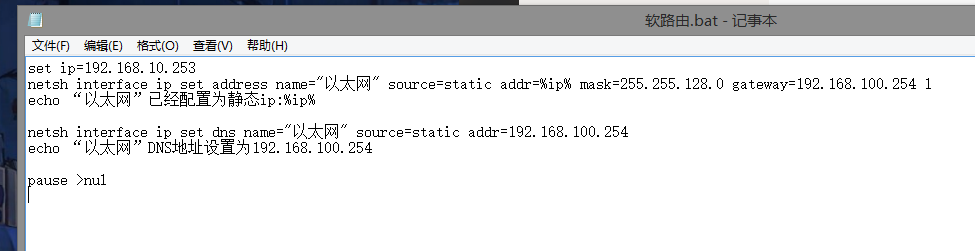 软路由.bat - 记事本
文件(F) 编辑(E) 格式(O) 查看(V) 帮助(H)
set ip=192.168.10.253
netsh interface ip set address name="以太网" source=static addr=%ip% mask=255.255.128.0 gateway=192.168.100.254 1
echo “以太网”已经配置为静态ip:%ip%
netsh interface ip set dns name="以太网" source=static addr=192.168.100.254
echo “以太网”DNS地址设置为192.168.100.254
pause >nul